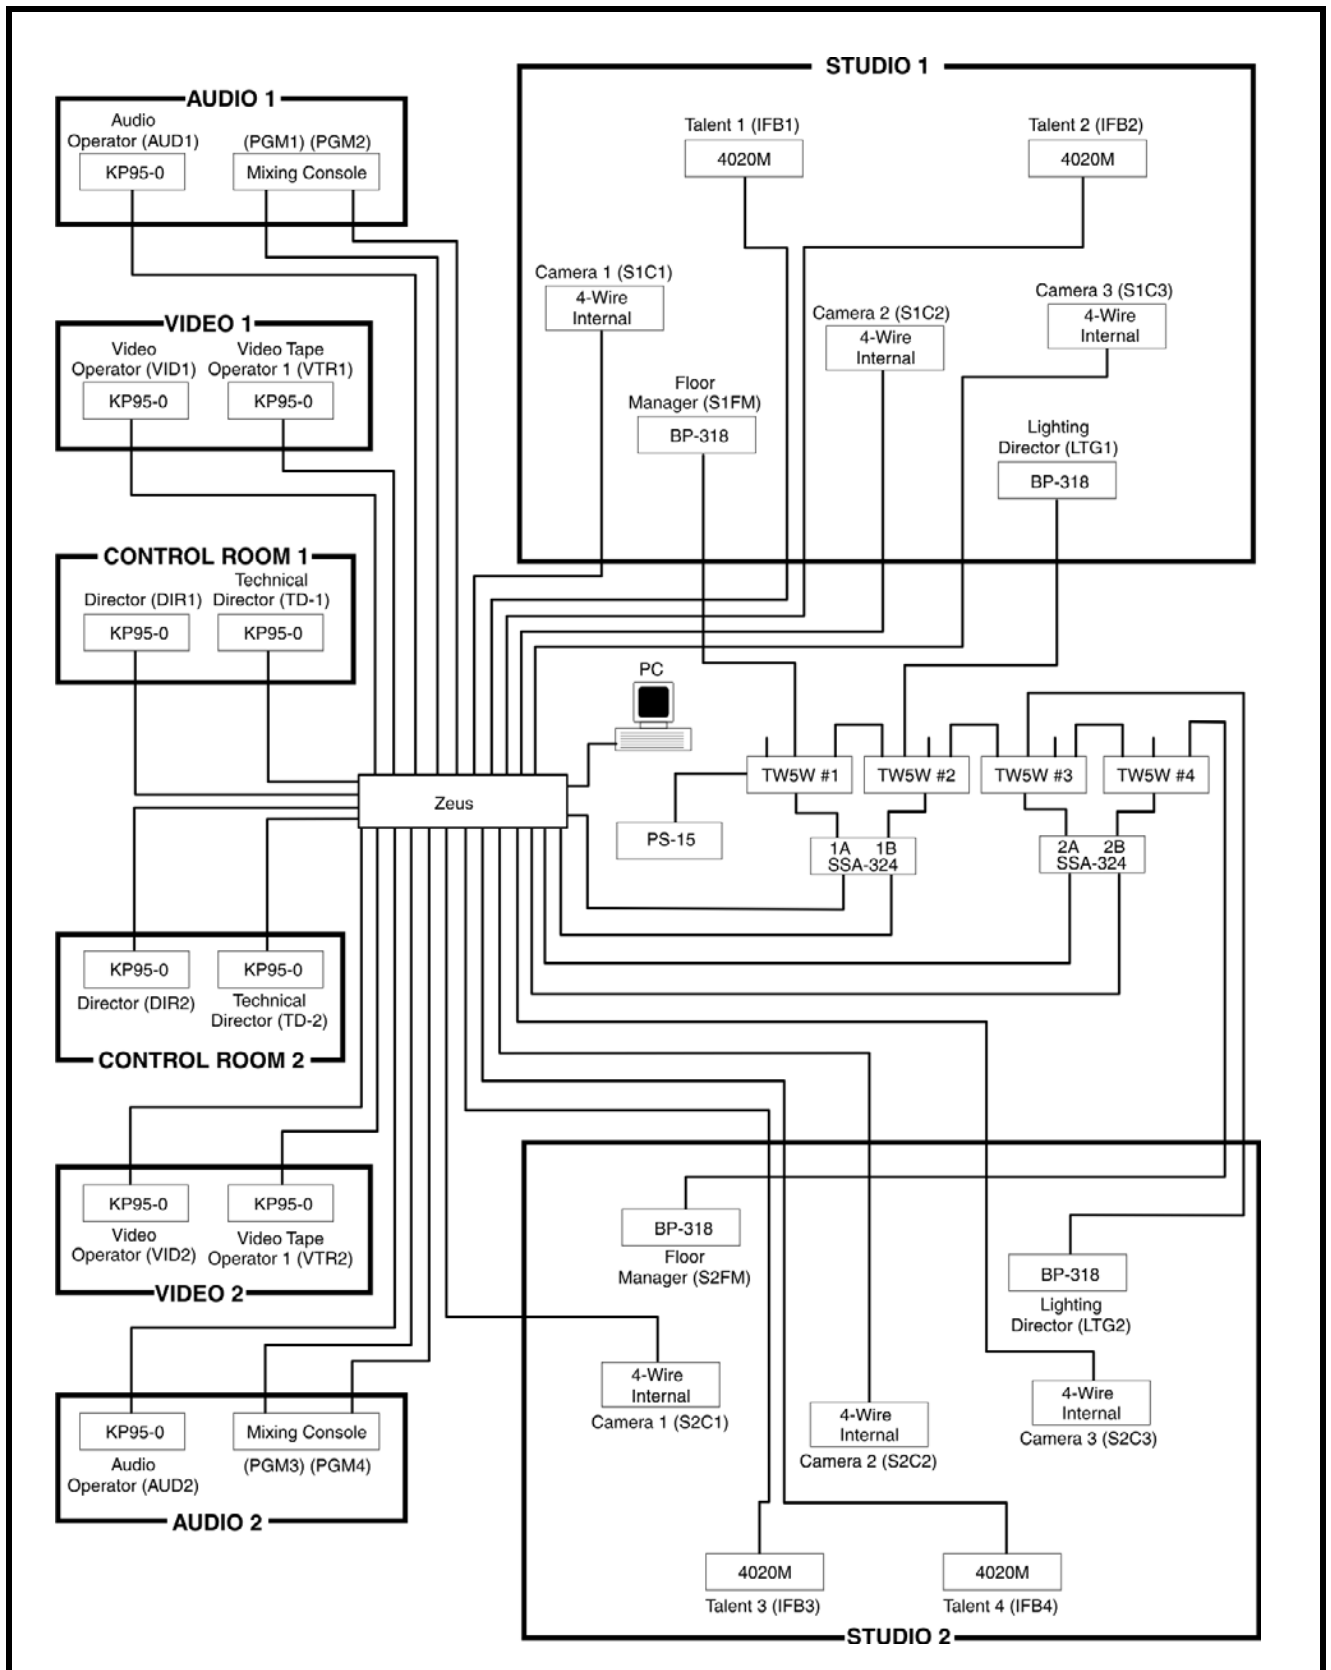 STUDIO 1
AUDIO 1
Audio
Operator (AUD1)
KP95-0
(PGM1) (PGM2)
Mixing Console
Talent 1 (IFB1)
4020M
Talent 2 (IFB2)
4020M
Camera 1 (S1C1)
4-Wire
Internal
Camera 2 (S1C2)
4-Wire
Internal
Camera 3 (S1C3)
4-Wire
Internal
Floor
Manager (S1FM)
BP-318
Lighting
Director (LTG1)
BP-318
VIDEO 1
Video
Operator (VID1)
KP95-0
Video Tape
Operator 1 (VTR1)
KP95-0
CONTROL ROOM 1
Director (DIR1)
KP95-0
Technical
Director (TD-1)
KP95-0
PC
Zeus
TW5W #1
TW5W #2
TW5W #3
TW5W #4
PS-15
1A 1B
SSA-324
2A 2B
SSA-324
KP95-0
Director (DIR2)
KP95-0
Technical
Director (TD-2)
CONTROL ROOM 2
KP95-0
Video
Operator (VID2)
KP95-0
Video Tape
Operator 1 (VTR2)
VIDEO 2
KP95-0
Audio
Operator (AUD2)
Mixing Console
(PGM3) (PGM4)
AUDIO 2
BP-318
Floor
Manager (S2FM)
BP-318
Lighting
Director (LTG2)
4-Wire
Internal
Camera 1 (S2C1)
4-Wire
Internal
Camera 2 (S2C2)
4-Wire
Internal
Camera 3 (S2C3)
4020M
Talent 3 (IFB3)
4020M
Talent 4 (IFB4)
STUDIO 2